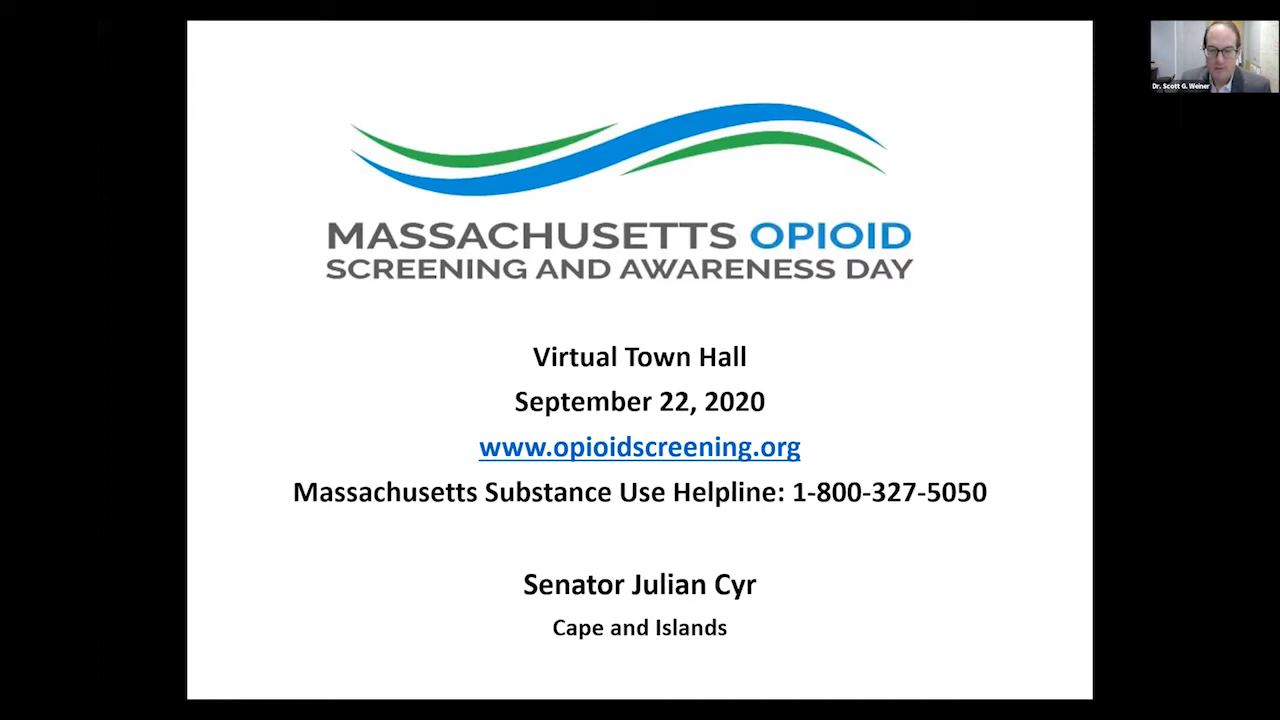 MASSACHUSETTS OPIOID
SCREENING AND AWARENESS DAY
Virtual Town Hall
September 22, 2020
www.opioidscreening.org
Massachusetts Substance Use Helpline: 1-800-327-5050
Senator Julian Cyr
Cape and Islands
Dr. Scott G. Weiner